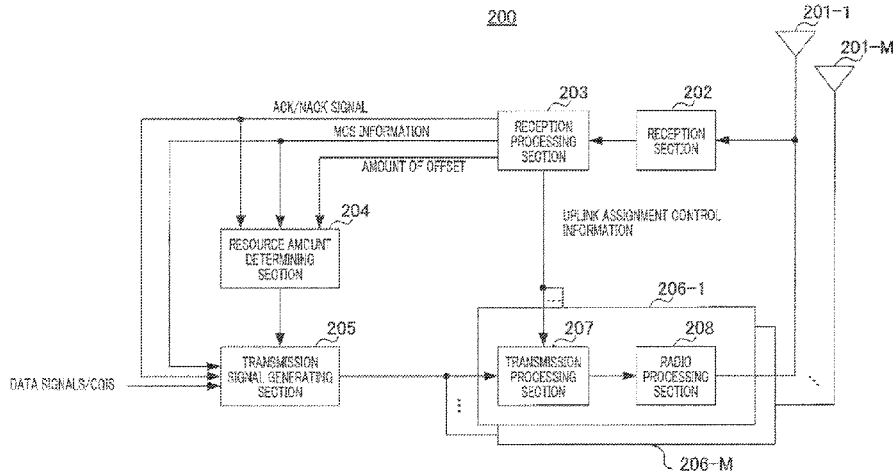 200
201-1
201-M
203
202
ACK/NACK SIGNAL
MCS INFORMATION
AMOUNT OF OFFSET
RECEPTION
PROCESSING
SECTION
RECEPTION
SECTION
204
RESOURCE AMOUNT
DETERMINING
SECTION
UPLINK ASSIGNMENT CONTROL
INFORMATION
206-1
205
207
208
TRANSMISSION
SIGNAL GENERATING
SECTION
TRANSMISSION
PROCESSING
SECTION
RADIO
PROCESSING
SECTION
DATA SIGNALS/CQIS
206-M